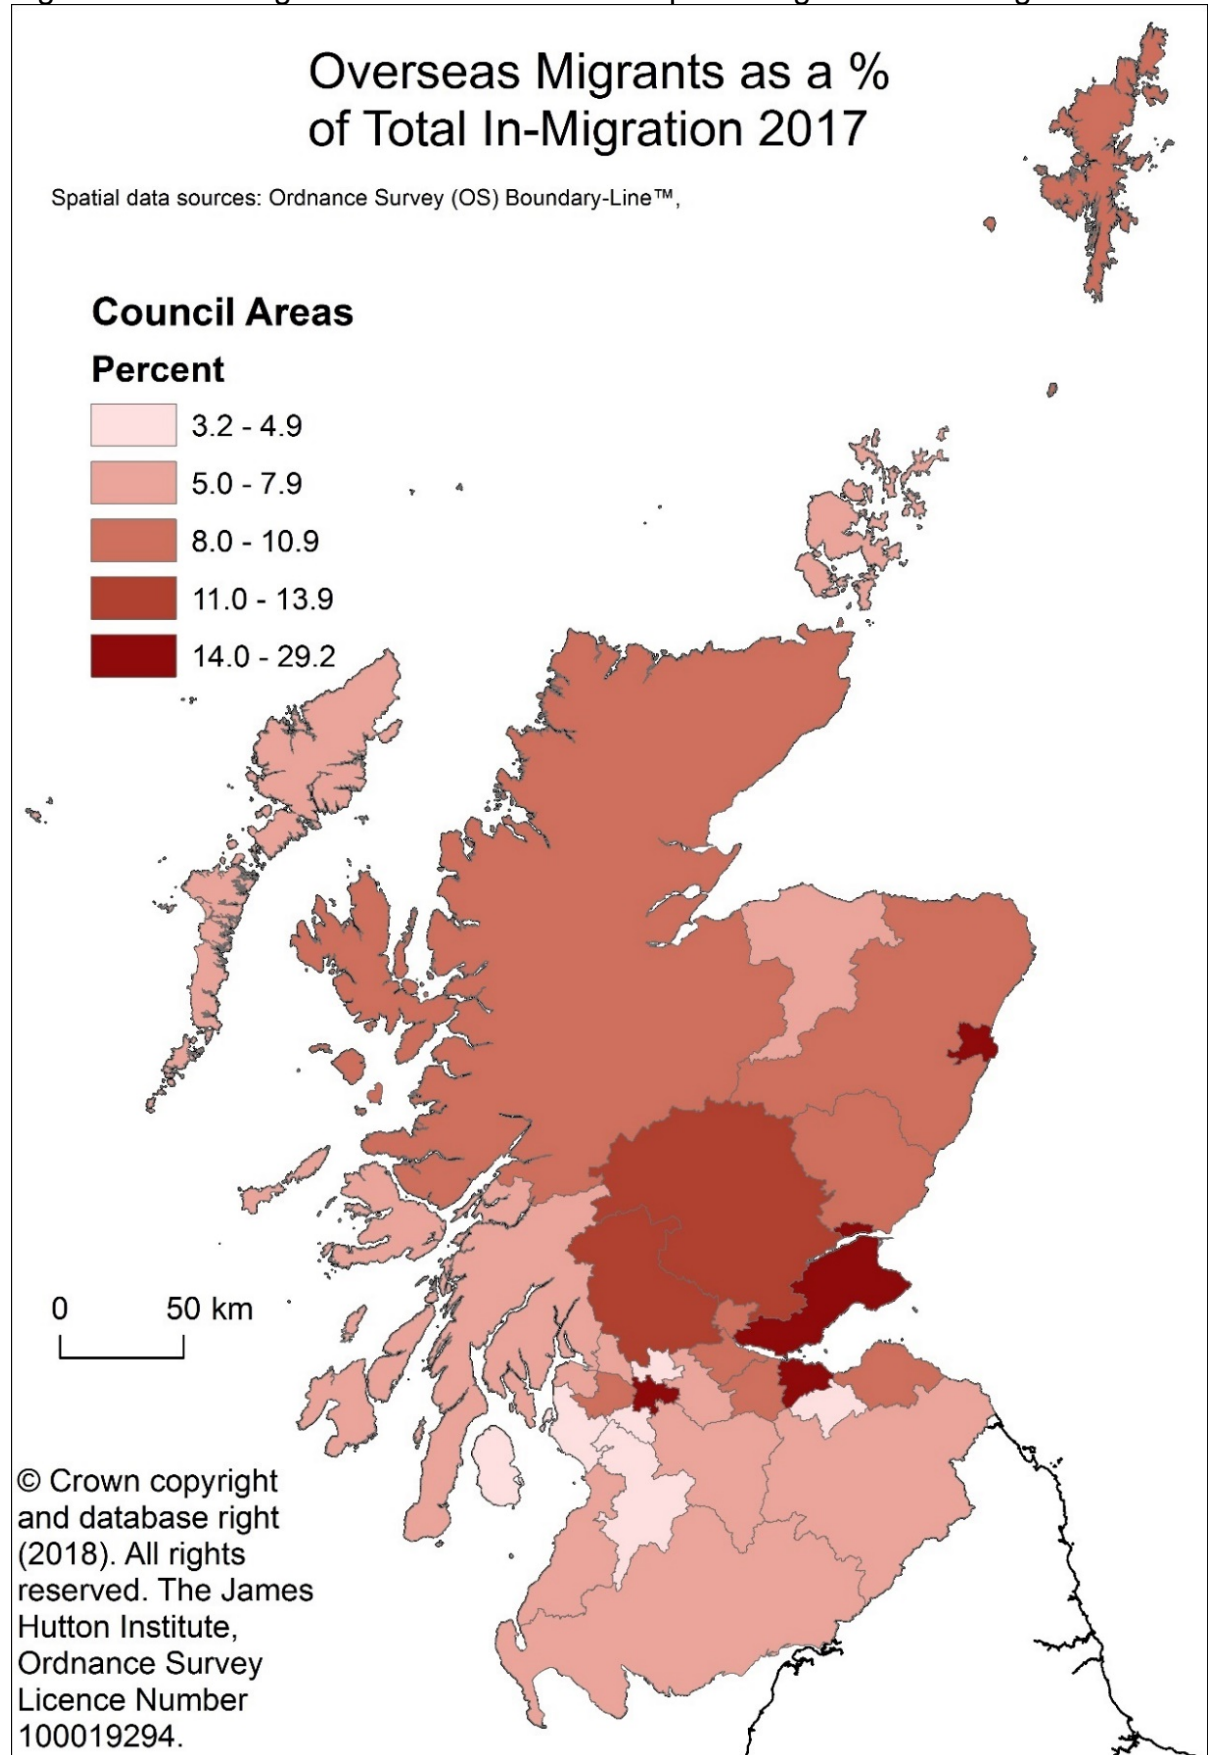 Overseas Migrants as a %
of Total In-Migration 2017
Spatial data sources: Ordnance Survey (OS) Boundary-Line™,
Council Areas
Percent
3.2 - 4.9
5.0 - 7.9
8.0 - 10.9
11.0 - 13.9
14.0 - 29.2
0 50 km
© Crown copyright
and database right
(2018). All rights
reserved. The James
Hutton Institute,
Ordnance Survey
Licence Number
100019294.